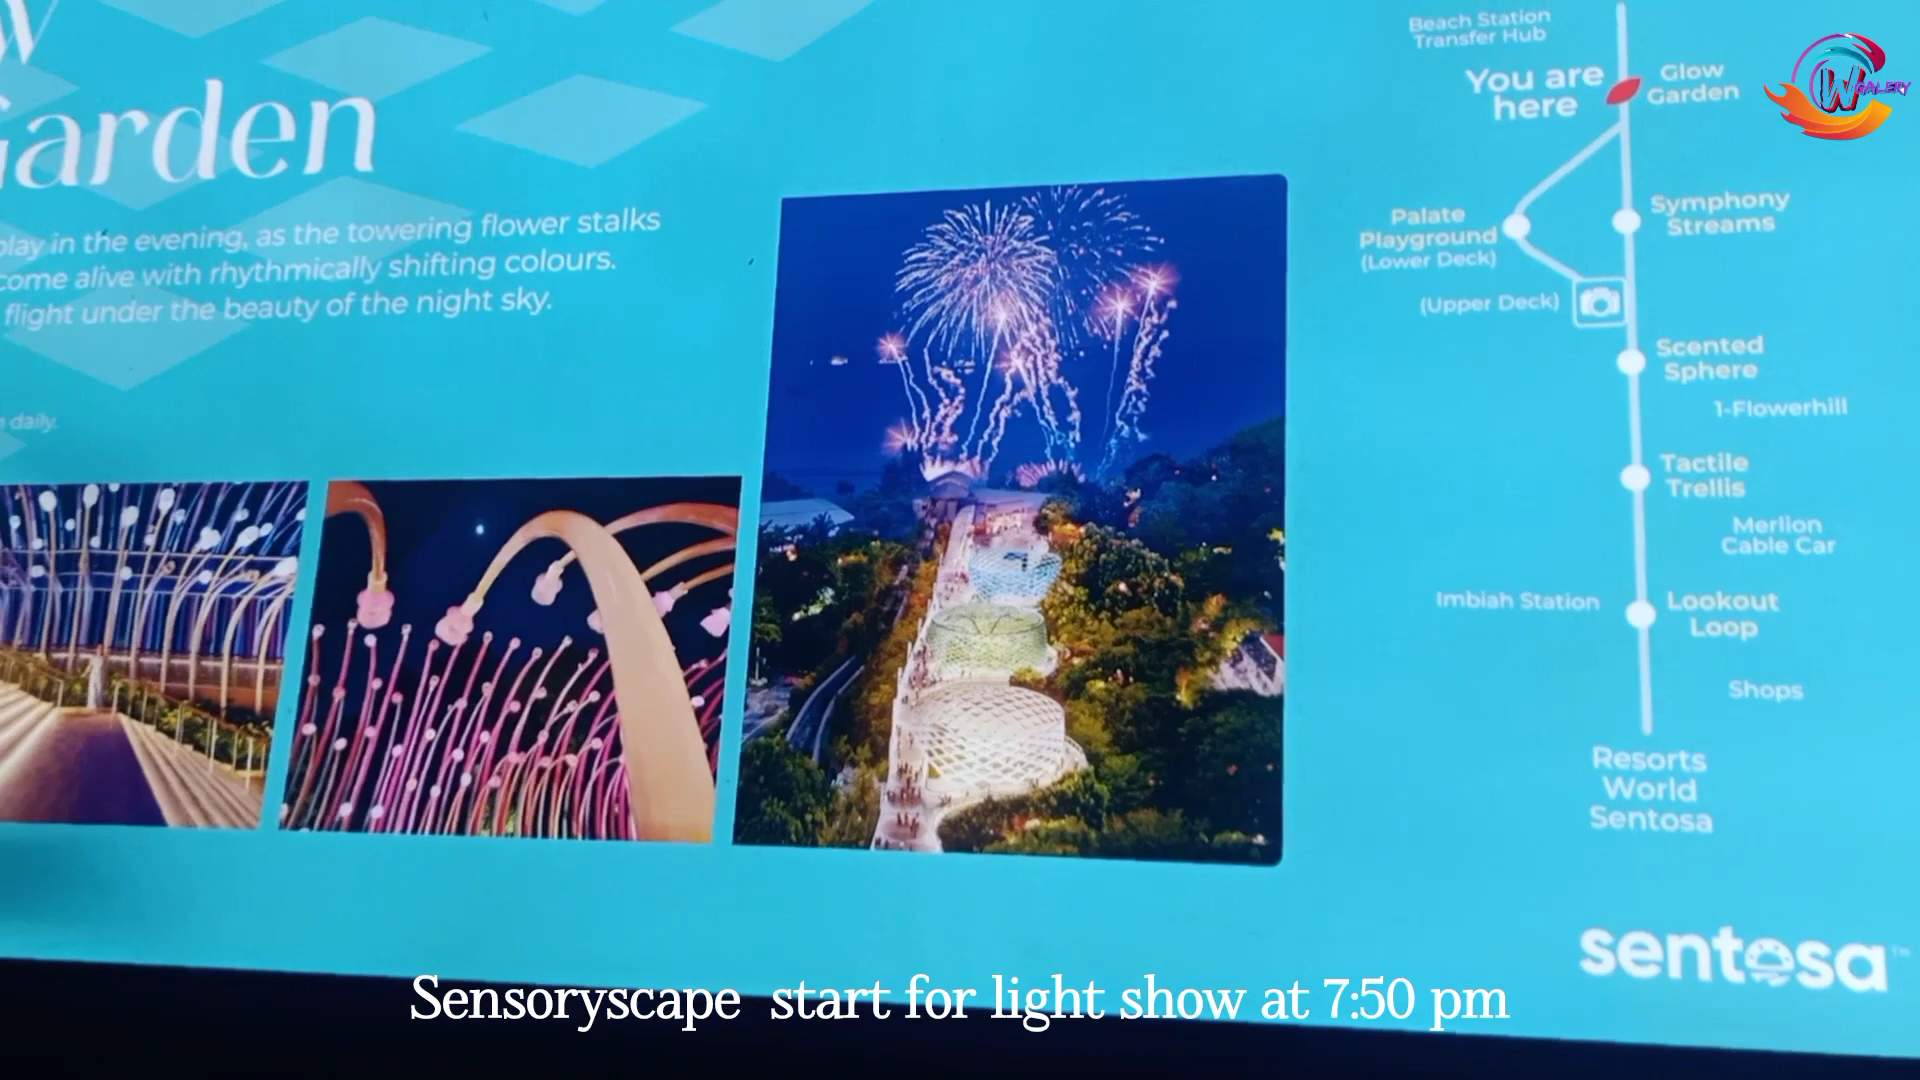 Garden
play in the evening, as the towering flower stalks
come alive with rhythmically shifting colours.
flight under the beauty of the night sky.
daily.
Beach Station
Transfer Hub
You are
here
Glow
Garden
Palate
Playground
(Lower Deck)
Symphony
Streams
(Upper Deck)
Scented
Sphere
1-Flowerhill
Tactile
Trellis
Merlion
Cable Car
Imbiah Station
Lookout
Loop
Shops
Resorts
World
Sentosa
sentosa™
W GALERY
Sensoryscape start for light show at 7:50 pm